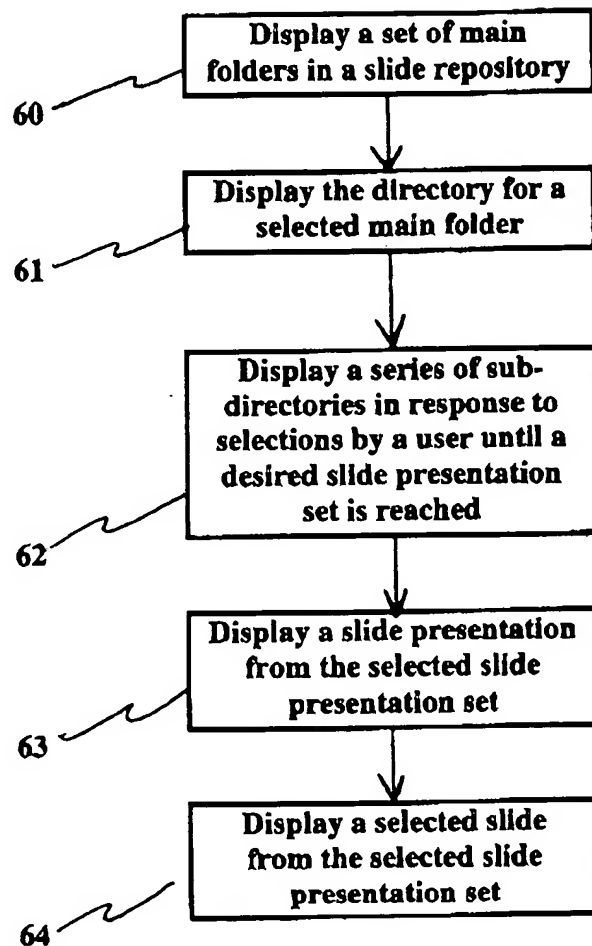 Display a set of main
folders in a slide repository
60
Display the directory for a
selected main folder
61
Display a series of sub-
directories in response to
selections by a user until a
desired slide presentation
set is reached
62
Display a slide presentation
from the selected slide
presentation set
63
Display a selected slide
from the selected slide
presentation set
64